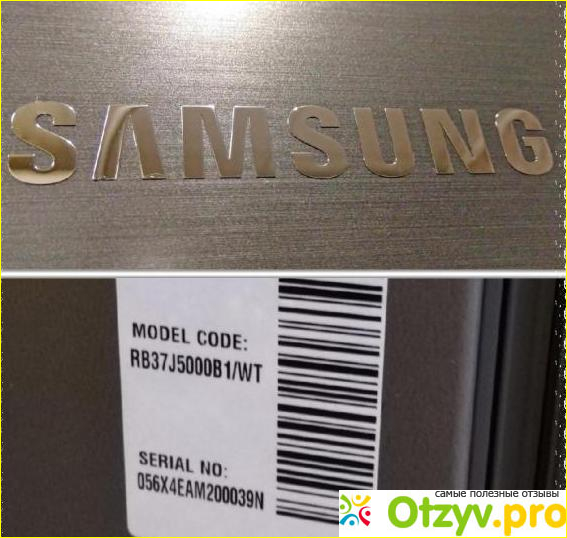 SAMSUNG
MODEL CODE:
RB37J5000B1/WT
SERIAL NO:
056X4EAM200039N
самые полезные отзывы
Otzyv.pro